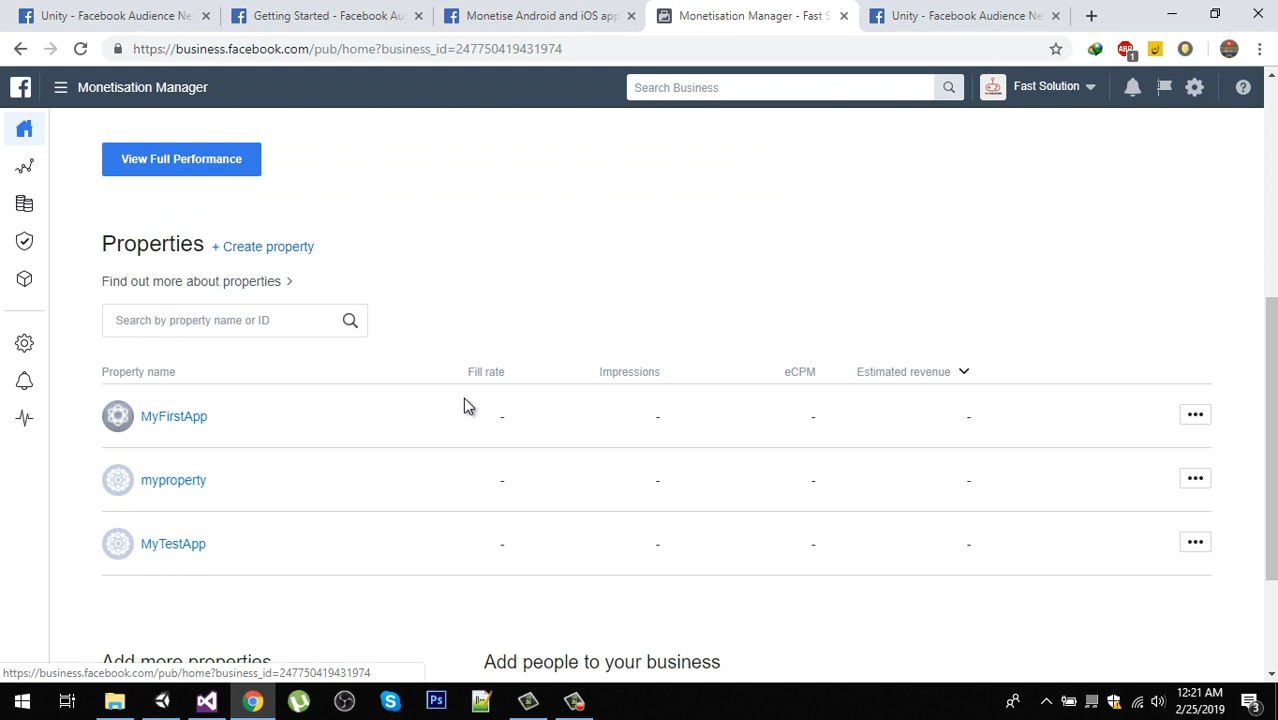 Unity - Facebook Audience Ne
Getting Started - Facebook Au
Monetise Android and iOS app
Monetisation Manager - Fast S
Unity - Facebook Audience Ne
https://business.facebook.com/pub/home?business_id=247750419431974
ABP
1
Monetisation Manager
Search Business
Fast Solution
View Full Performance
Properties + Create property
Find out more about properties >
Search by property name or ID
Property name Fill rate Impressions eCPM Estimated revenue
MyFirstApp - - - -
myproperty - - - -
MyTestApp - - - -
Add more properties Add people to your business
https://business.facebook.com/pub/home?business_id=247750419431974
Ps
12:21 AM
2/25/2019
3